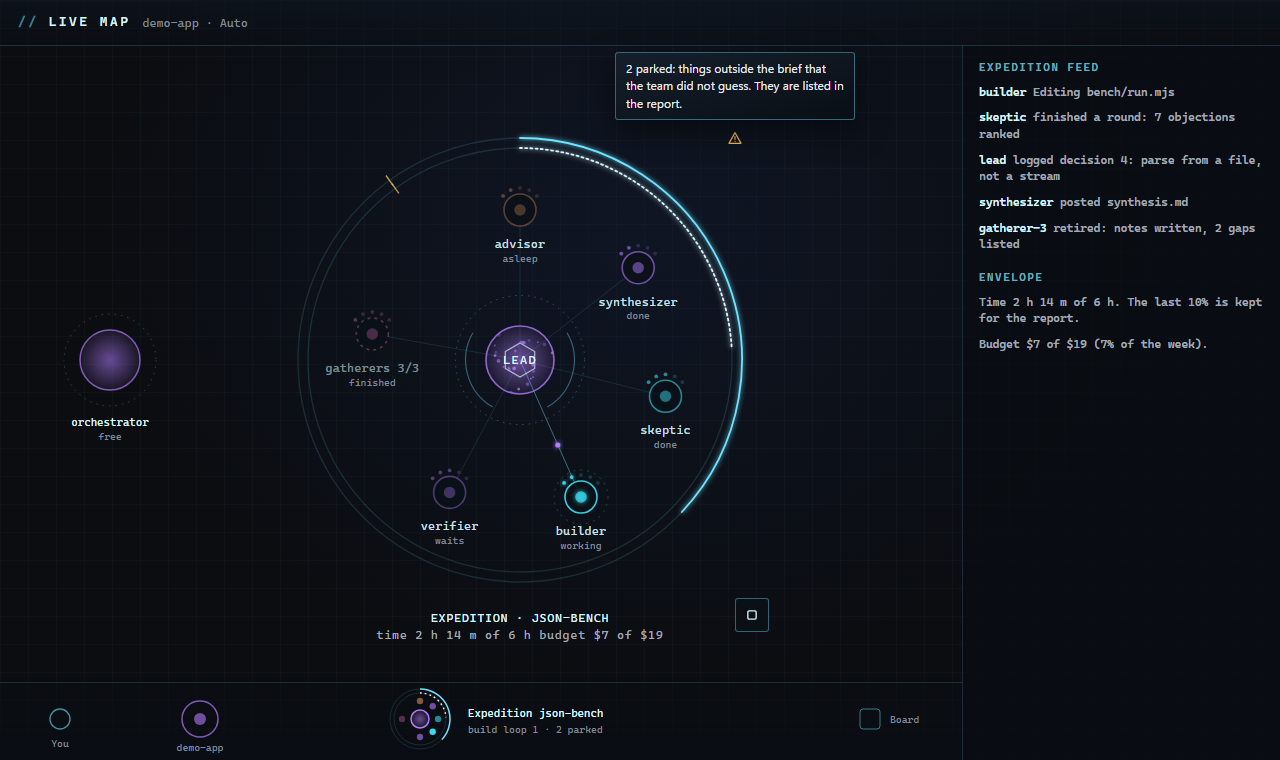 // LIVE MAP demo-app · Auto
2 parked: things outside the brief that
the team did not guess. They are listed in
the report.
advisor
asleep
synthesizer
done
gatherers 3/3
finished
LEAD
skeptic
done
orchestrator
free
verifier
waits
builder
working
EXPEDITION · JSON-BENCH
time 2 h 14 m of 6 h budget $7 of $19
EXPEDITION FEED
builder Editing bench/run.mjs
skeptic finished a round: 7 objections
ranked
lead logged decision 4: parse from a file,
not a stream
synthesizer posted synthesis.md
gatherer-3 retired: notes written, 2 gaps
listed
ENVELOPE
Time 2 h 14 m of 6 h. The last 10% is kept
for the report.
Budget $7 of $19 (7% of the week).
You
demo-app
Expedition json-bench
build loop 1 · 2 parked
Board